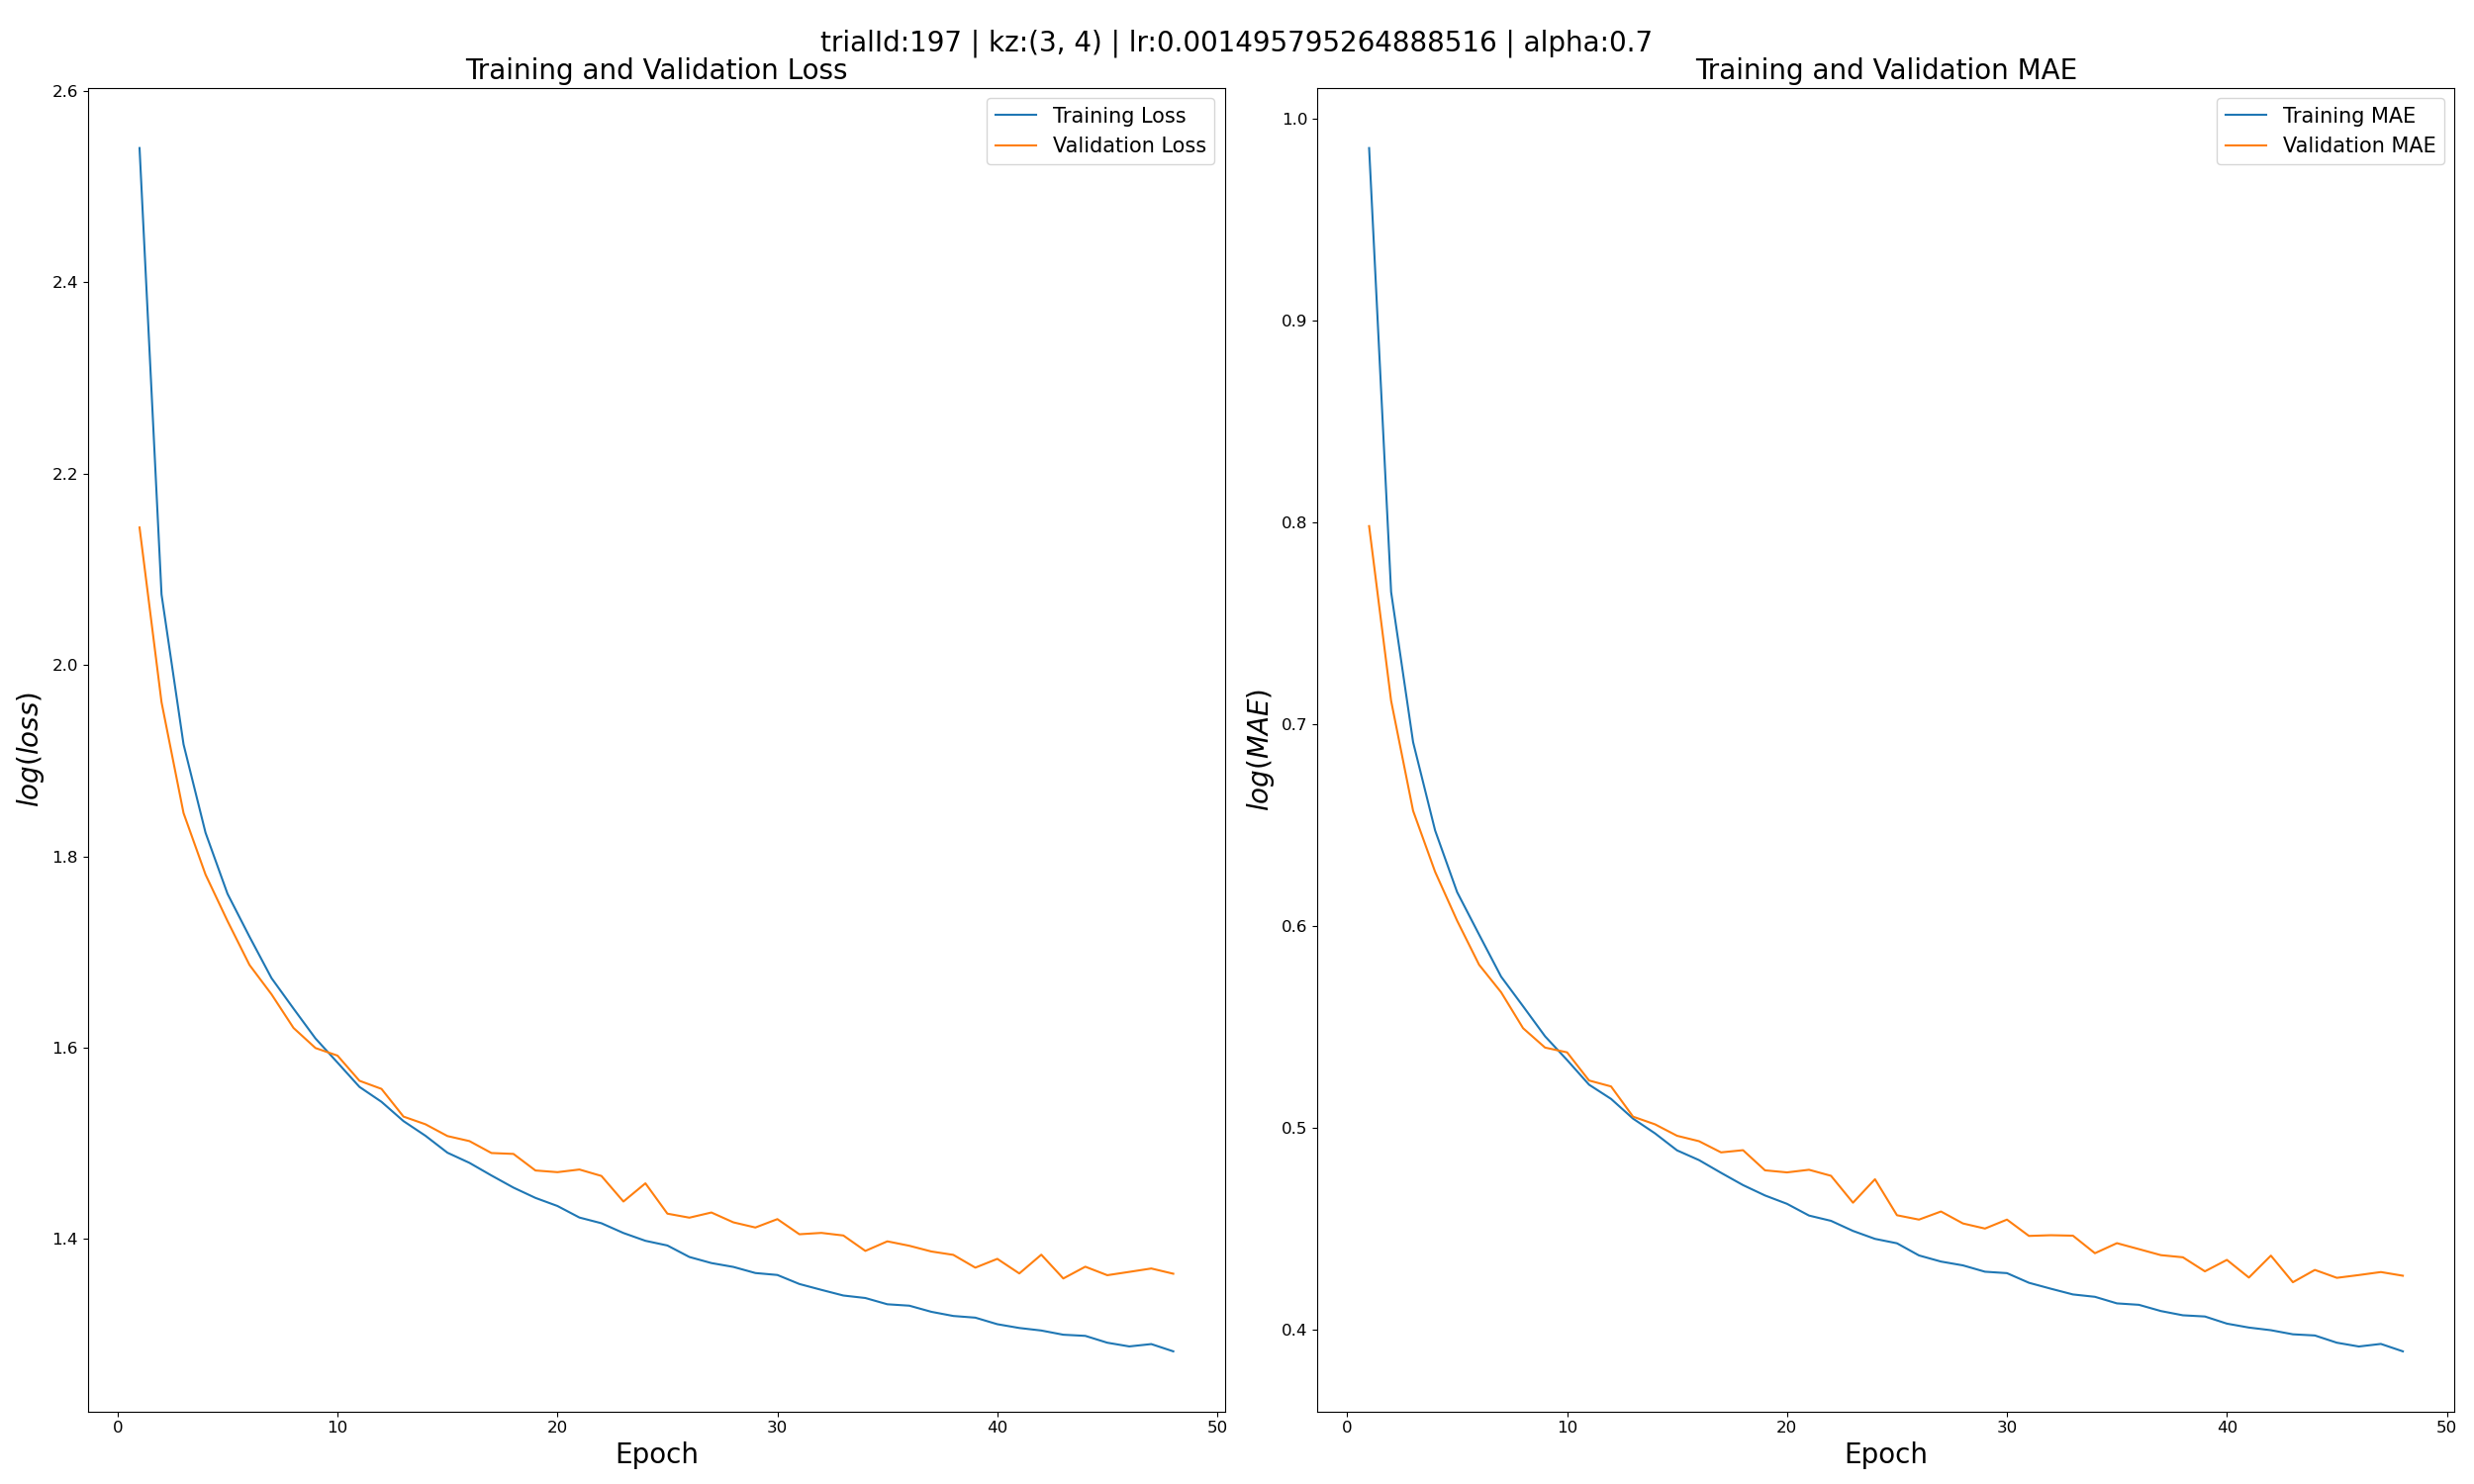 trialId:197 | kz:(3, 4) | lr:0.001495795264888516 | alpha:0.7
Training and Validation Loss
2.6
2.4
2.2
2.0
1.8
1.6
1.4
log(loss)
0
10
20
30
40
50
Epoch
Training Loss
Validation Loss
Training and Validation MAE
1.0
0.9
0.8
0.7
0.6
0.5
0.4
log(MAE)
0
10
20
30
40
50
Epoch
Training MAE
Validation MAE